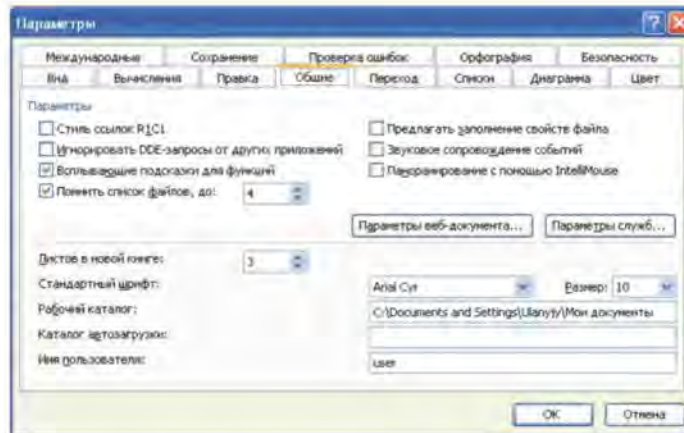 Параметры
Международные Сохранение Проверка ошибок Орфография Безопасность
Вид Вычисления Правка Общие Переход Списки Диаграмма Цвет
Параметры
Стиль ссылок R1C1 Предлагать заполнение свойств файла
Игнорировать DDE-запросы от других приложений Звуковое сопровождение событий
Всплывающие подсказки для функций Панорамирование с помощью IntelliMouse
Помнить список файлов, до: 4
Параметры веб-документа... Параметры служб...
Листов в новой книге: 3
Стандартный шрифт: Arial Cyr Размер: 10
Рабочий каталог: C:\Documents and Settings\Ulanyjy\Мои документы
Каталог автозагрузки:
Имя пользователя: user
OK Отмена